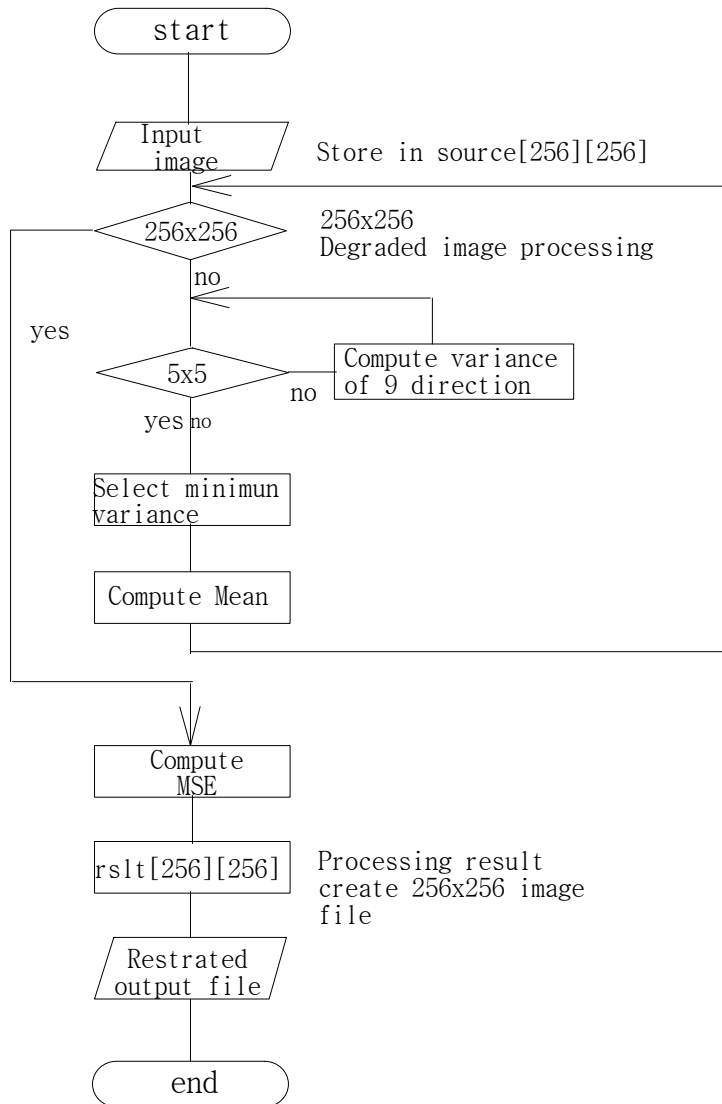 start
Input
image
Store in source[256][256]
256x256
256x256
Degraded image processing
no
yes
5x5
no
Compute variance
of 9 direction
yes no
Select minimun
variance
Compute Mean
Compute
MSE
rslt[256][256]
Processing result
create 256x256 image
file
Restrated
output file
end